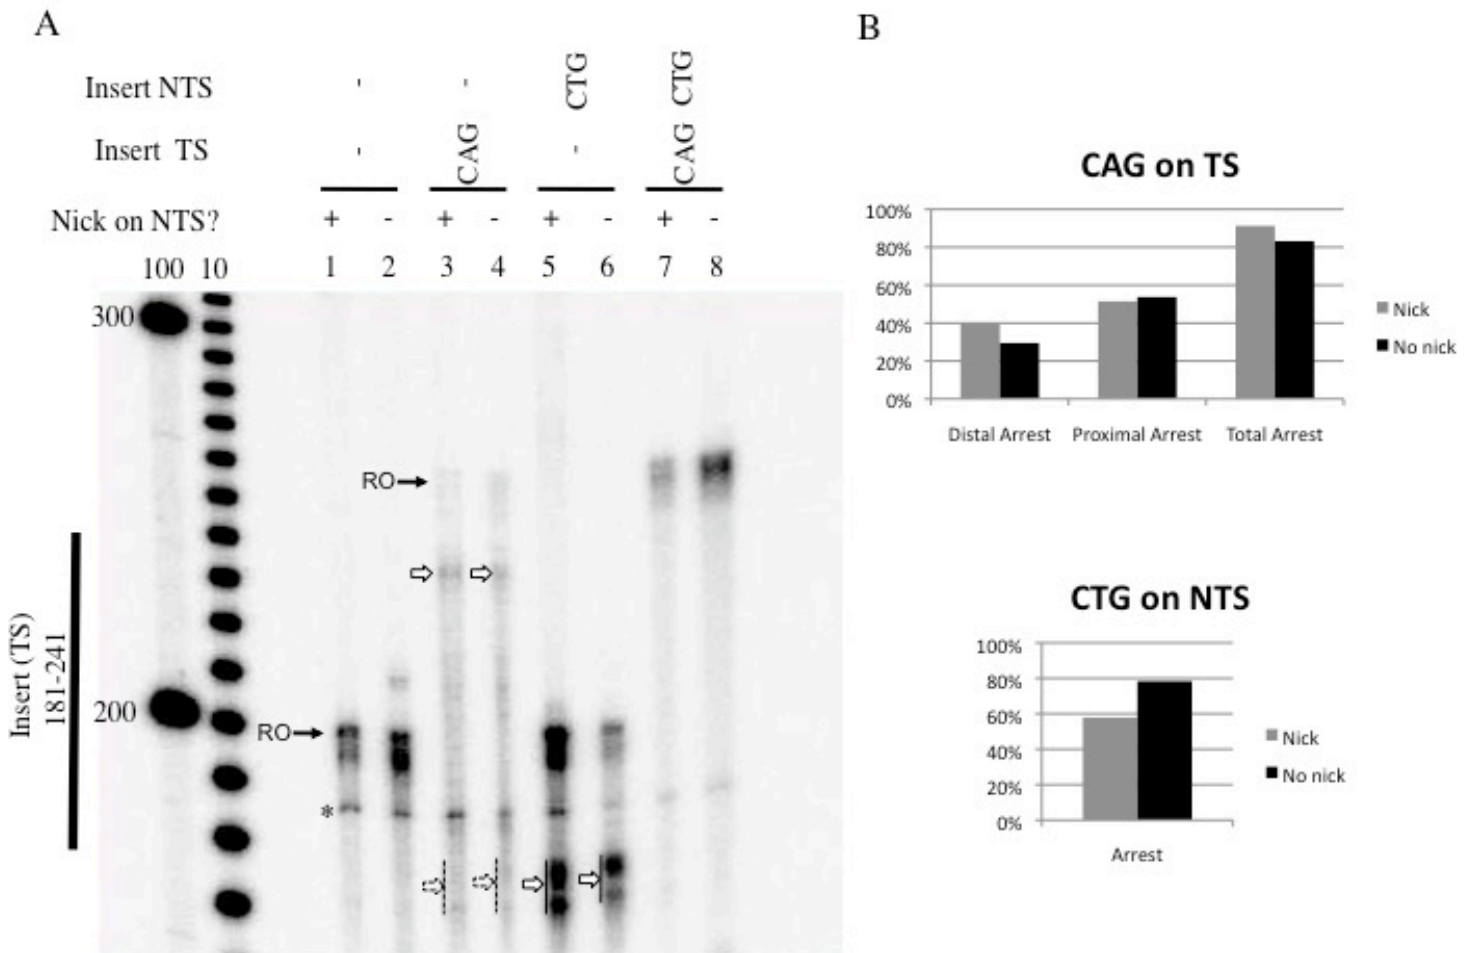 A
Insert NTS - - CTG CTG
Insert TS - CAG - CAG
Nick on NTS? + - + - + - + -
100 10 1 2 3 4 5 6 7 8
300
RO
Insert (TS)
181-241
200
RO
*
B
CAG on TS
100%
80%
60%
40%
20%
0%
Distal Arrest Proximal Arrest Total Arrest
Nick
No nick
CTG on NTS
100%
80%
60%
40%
20%
0%
Arrest
Nick
No nick